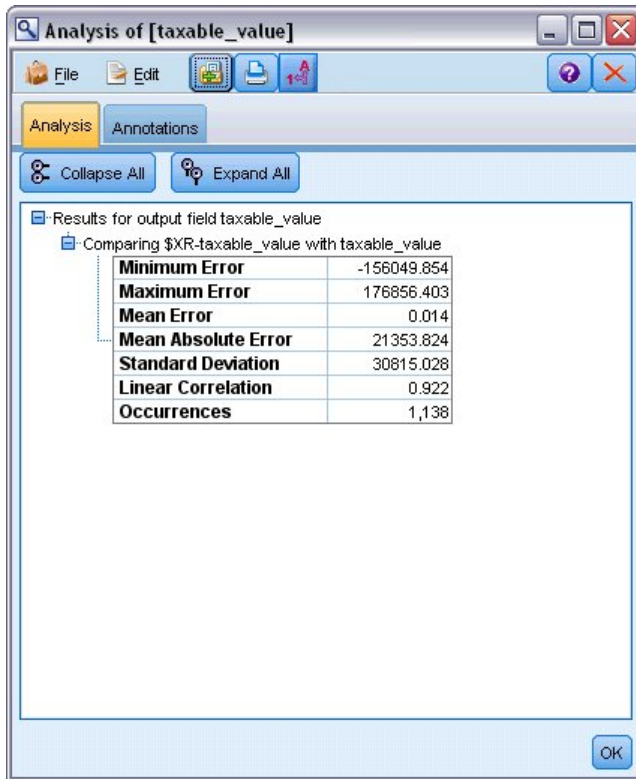 Analysis of [taxable_value]
File Edit
Analysis Annotations
Collapse All Expand All
Results for output field taxable_value
Comparing $XR-taxable_value with taxable_value
Minimum Error -156049.854
Maximum Error 176856.403
Mean Error 0.014
Mean Absolute Error 21353.824
Standard Deviation 30815.028
Linear Correlation 0.922
Occurrences 1,138
OK